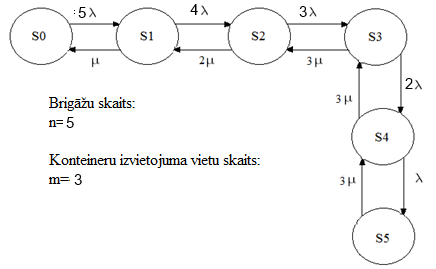 S0
:5λ
μ
S1
4λ
2μ
S2
3λ
3μ
S3
2λ
3μ
S4
λ
3μ
S5
Brigāžu skaits:
n=5
Konteineru izvietojuma vietu skaits:
m= 3